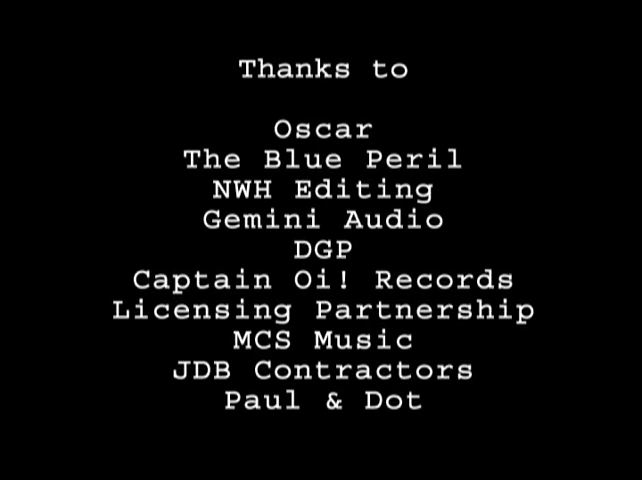 Thanks to
Oscar
The Blue Peril
NWH Editing
Gemini Audio
DGP
Captain Oi! Records
Licensing Partnership
MCS Music
JDB Contractors
Paul & Dot